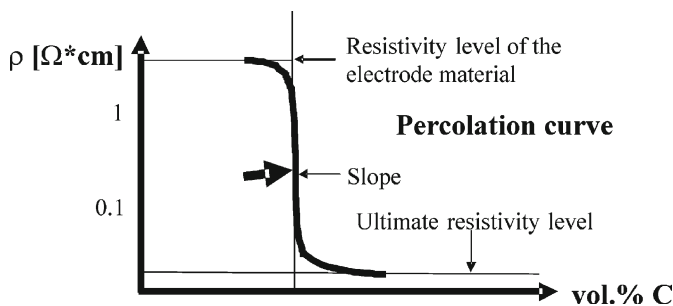 ρ [Ω*cm]
Resistivity level of the
electrode material
1
Percolation curve
Slope
0.1
Ultimate resistivity level
vol.% C